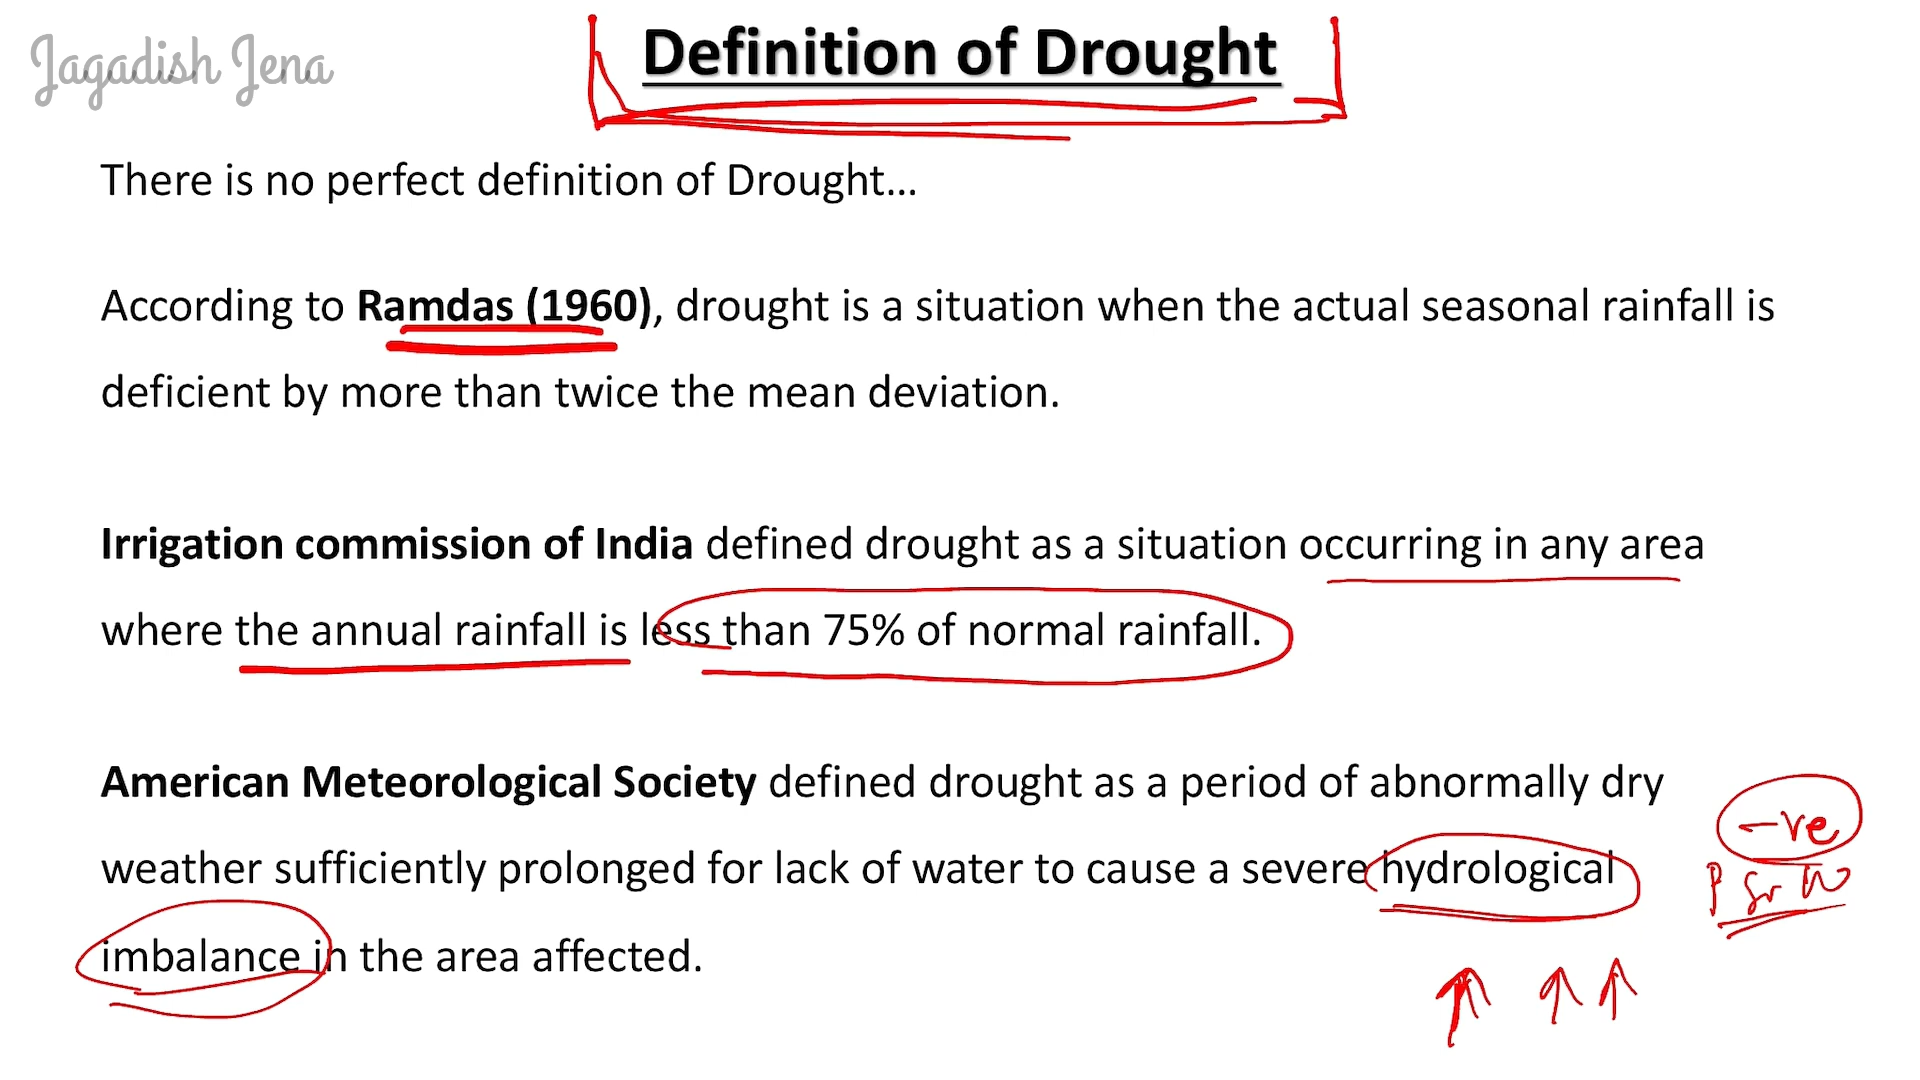 Jagadish Jena
Definition of Drought
There is no perfect definition of Drought...
According to Ramdas (1960), drought is a situation when the actual seasonal rainfall is
deficient by more than twice the mean deviation.
Irrigation commission of India defined drought as a situation occurring in any area
where the annual rainfall is less than 75% of normal rainfall.
American Meteorological Society defined drought as a period of abnormally dry
weather sufficiently prolonged for lack of water to cause a severe hydrological
imbalance in the area affected.
-ve